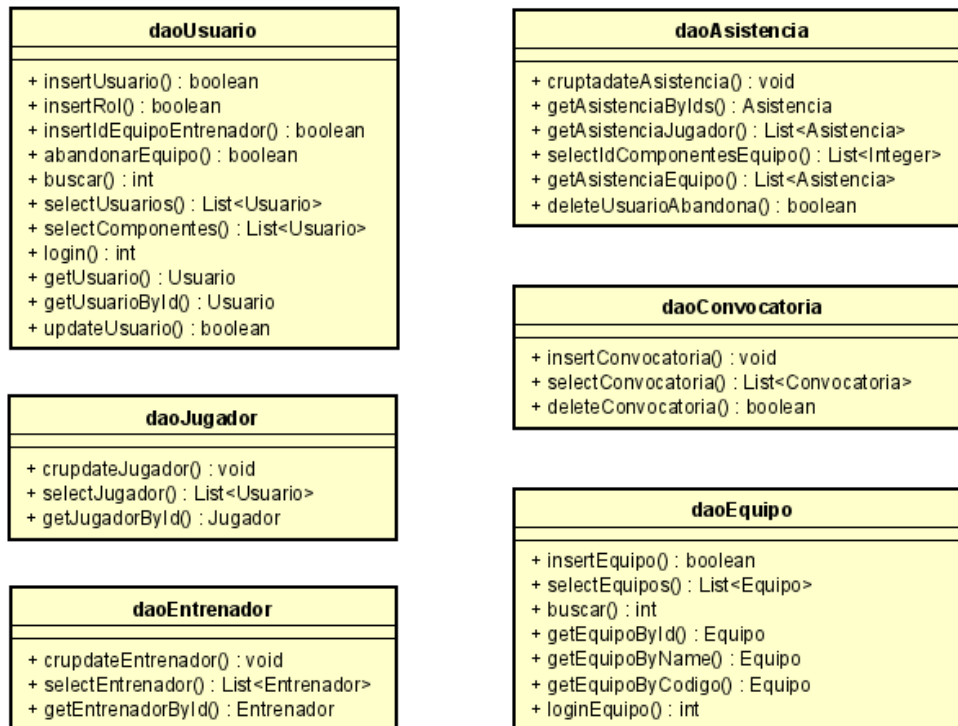 daoUsuario
+ insertUsuario() : boolean
+ insertRol() : boolean
+ insertIdEquipoEntrenador() : boolean
+ abandonarEquipo() : boolean
+ buscar() : int
+ selectUsuarios() : List<Usuario>
+ selectComponentes() : List<Usuario>
+ login() : int
+ getUsuario() : Usuario
+ getUsuarioById() : Usuario
+ updateUsuario() : boolean
daoJugador
+ crupdateJugador() : void
+ selectJugador() : List<Usuario>
+ getJugadorById() : Jugador
daoEntrenador
+ crupdateEntrenador() : void
+ selectEntrenador() : List<Entrenador>
+ getEntrenadorById() : Entrenador
daoAsistencia
+ cruptadateAsistencia() : void
+ getAsistenciaByIds() : Asistencia
+ getAsistenciaJugador() : List<Asistencia>
+ selectIdComponentesEquipo() : List<Integer>
+ getAsistenciaEquipo() : List<Asistencia>
+ deleteUsuarioAbandona() : boolean
daoConvocatoria
+ insertConvocatoria() : void
+ selectConvocatoria() : List<Convocatoria>
+ deleteConvocatoria() : boolean
daoEquipo
+ insertEquipo() : boolean
+ selectEquipos() : List<Equipo>
+ buscar() : int
+ getEquipoById() : Equipo
+ getEquipoByName() : Equipo
+ getEquipoByCodigo() : Equipo
+ loginEquipo() : int